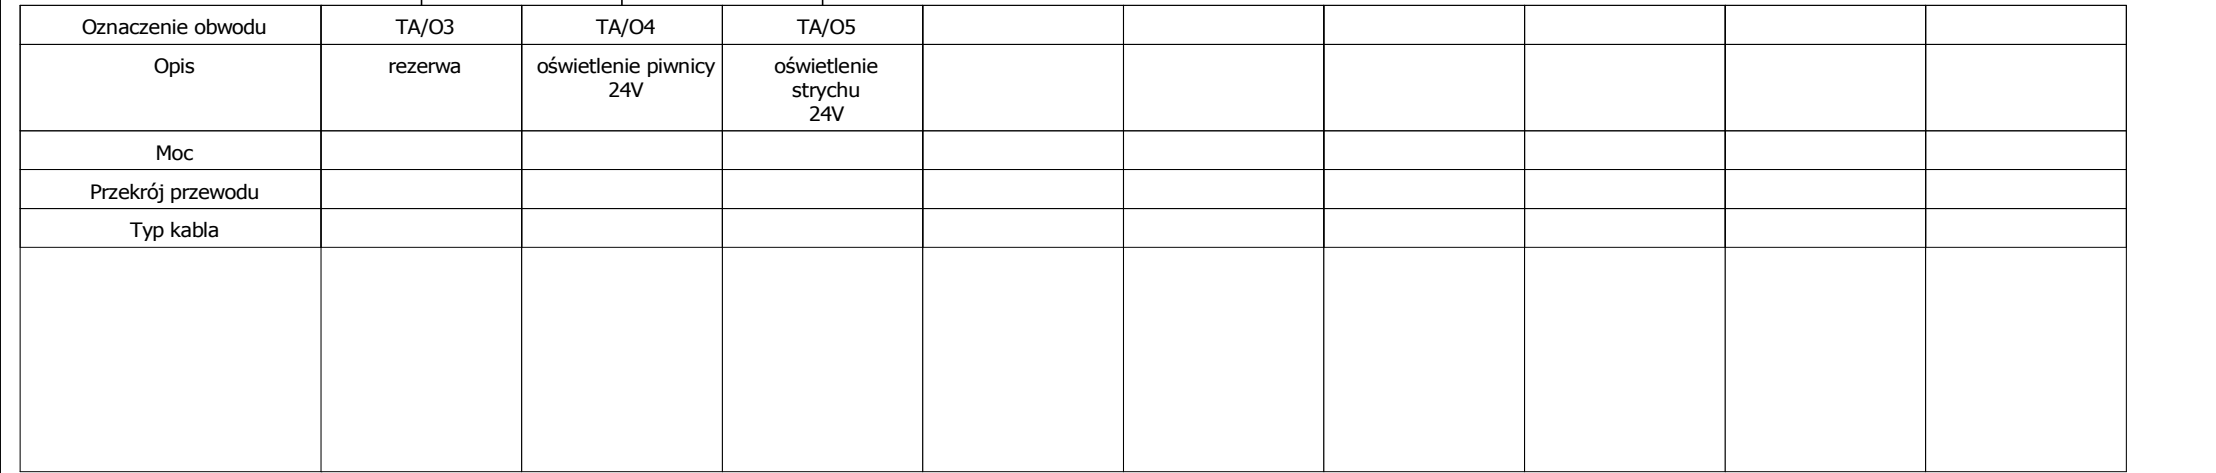 Oznaczenie obwodu TA/O3 TA/O4 TA/O5
Opis rezerwa oświetlenie piwnicy oświetlenie
24V strychu
24V
Moc
Przekrój przewodu
Typ kabla